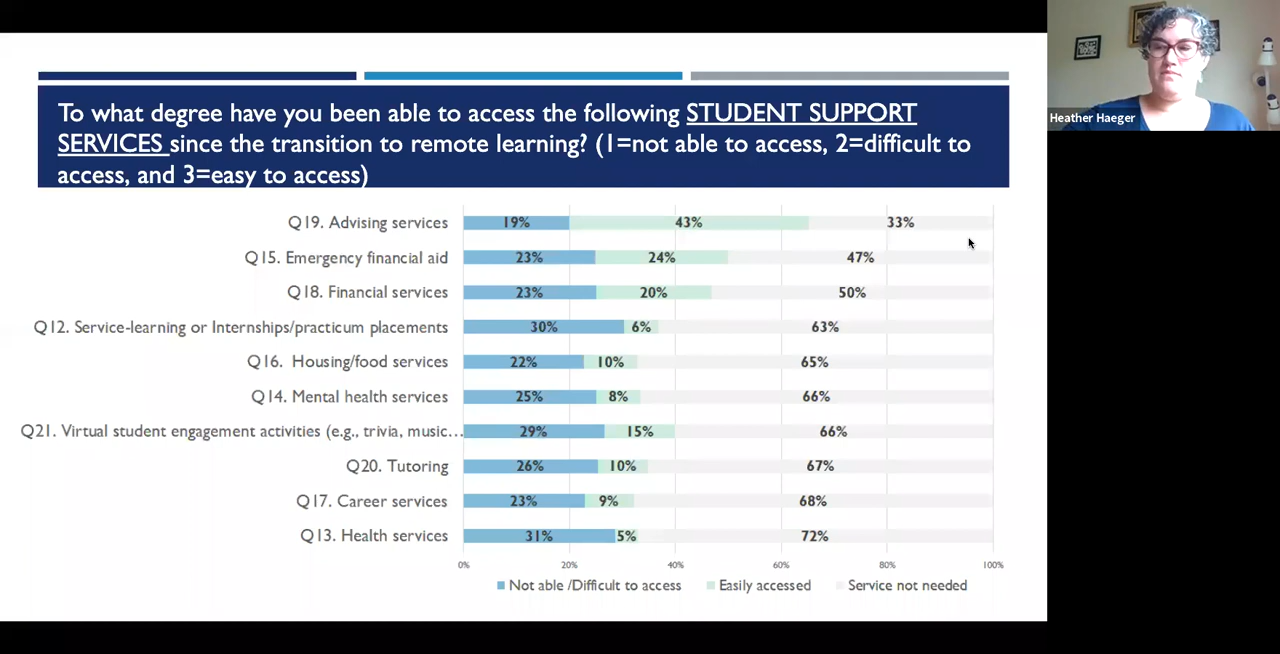 To what degree have you been able to access the following STUDENT SUPPORT
SERVICES since the transition to remote learning? (1=not able to access, 2=difficult to
access, and 3=easy to access)
Heather Haeger
Q19. Advising services 19% 43% 33%
Q15. Emergency financial aid 23% 24% 47%
Q18. Financial services 23% 20% 50%
Q12. Service-learning or Internships/practicum placements 30% 6% 63%
Q16. Housing/food services 22% 10% 65%
Q14. Mental health services 25% 8% 66%
Q21. Virtual student engagement activities (e.g., trivia, music... 29% 15% 66%
Q20. Tutoring 26% 10% 67%
Q17. Career services 23% 9% 68%
Q13. Health services 31% 5% 72%
0% 20% 40% 60% 80% 100%
Not able /Difficult to access Easily accessed Service not needed